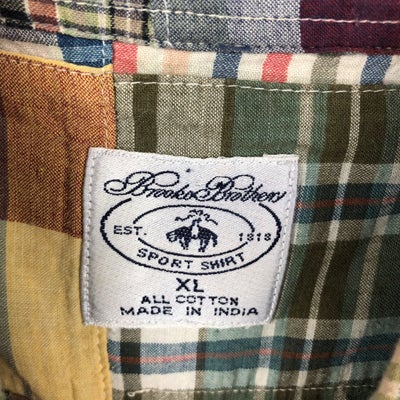 Brooks Brothers
EST. 1818
SPORT SHIRT
XL
ALL COTTON
MADE IN INDIA